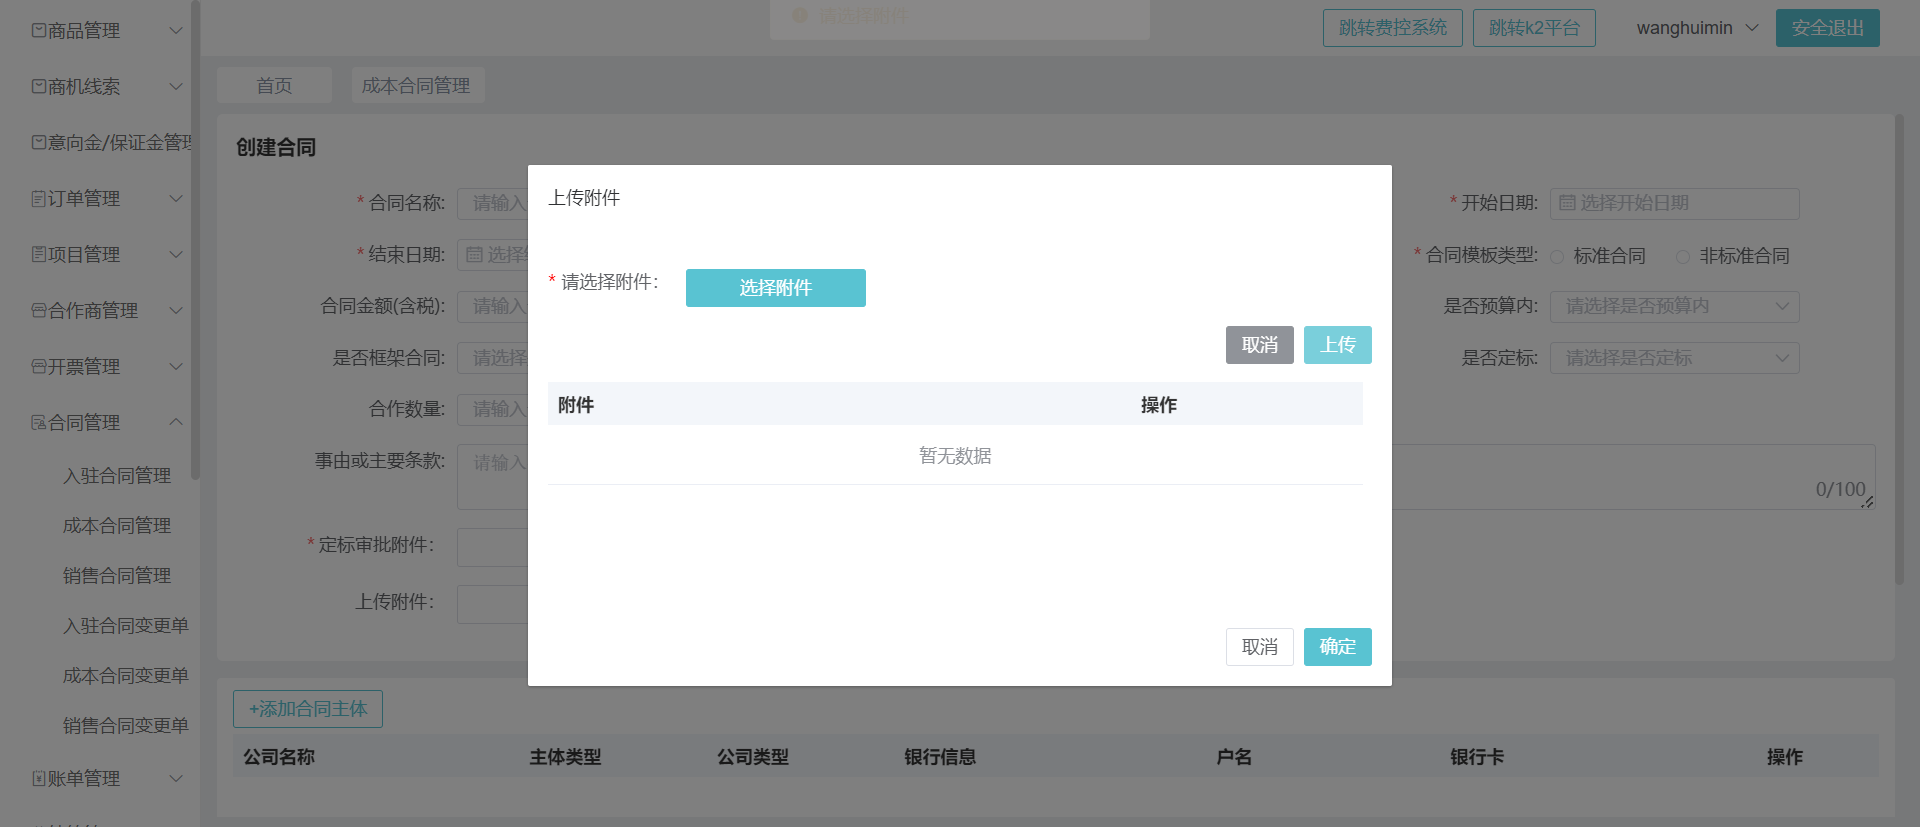 请选择附件
跳转费控系统 跳转k2平台 wanghuimin 安全退出
商品管理
商机线索
意向金/保证金管理
订单管理
项目管理
合作商管理
开票管理
合同管理
入驻合同管理
成本合同管理
销售合同管理
入驻合同变更单
成本合同变更单
销售合同变更单
账单管理
首页 成本合同管理
创建合同
* 合同名称: 请输入
* 开始日期: 选择开始日期
* 结束日期: 选择
* 合同模板类型: 标准合同 非标准合同
合同金额(含税): 请输入
是否预算内: 请选择是否预算内
是否框架合同: 请选择
是否定标: 请选择是否定标
合作数量: 请输入
事由或主要条款: 请输入
0/100
* 定标审批附件:
上传附件:
上传附件
* 请选择附件: 选择附件
取消 上传
附件 操作
暂无数据
取消 确定
+添加合同主体
公司名称 主体类型 公司类型 银行信息 户名 银行卡 操作